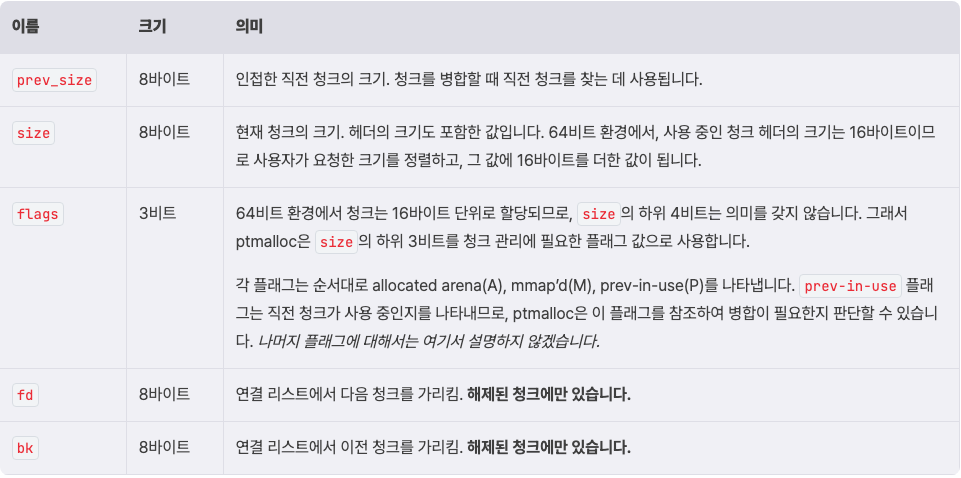 이름 크기 의미
prev_size 8바이트 인접한 직전 청크의 크기. 청크를 병합할 때 직전 청크를 찾는 데 사용됩니다.
size 8바이트 현재 청크의 크기. 헤더의 크기도 포함한 값입니다. 64비트 환경에서, 사용 중인 청크 헤더의 크기는 16바이트이므
로 사용자가 요청한 크기를 정렬하고, 그 값에 16바이트를 더한 값이 됩니다.
flags 3비트 64비트 환경에서 청크는 16바이트 단위로 할당되므로, size의 하위 4비트는 의미를 갖지 않습니다. 그래서
ptmalloc은 size의 하위 3비트를 청크 관리에 필요한 플래그 값으로 사용합니다.
각 플래그는 순서대로 allocated arena(A), mmap’d(M), prev-in-use(P)를 나타냅니다. prev-in-use 플래
그는 직전 청크가 사용 중인지를 나타내므로, ptmalloc은 이 플래그를 참조하여 병합이 필요한지 판단할 수 있습니
다. 나머지 플래그에 대해서는 여기서 설명하지 않겠습니다.
fd 8바이트 연결 리스트에서 다음 청크를 가리킴. 해제된 청크에만 있습니다.
bk 8바이트 연결 리스트에서 이전 청크를 가리킴. 해제된 청크에만 있습니다.